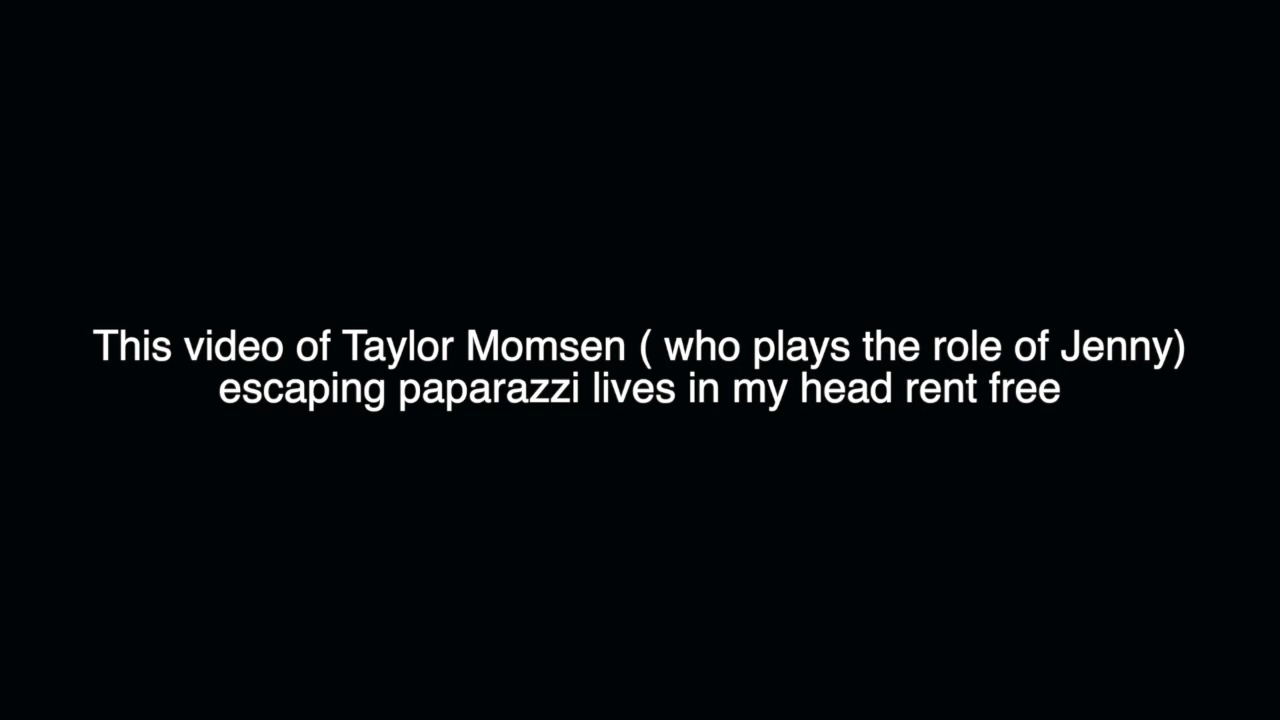 This video of Taylor Momsen ( who plays the role of Jenny)
escaping paparazzi lives in my head rent free